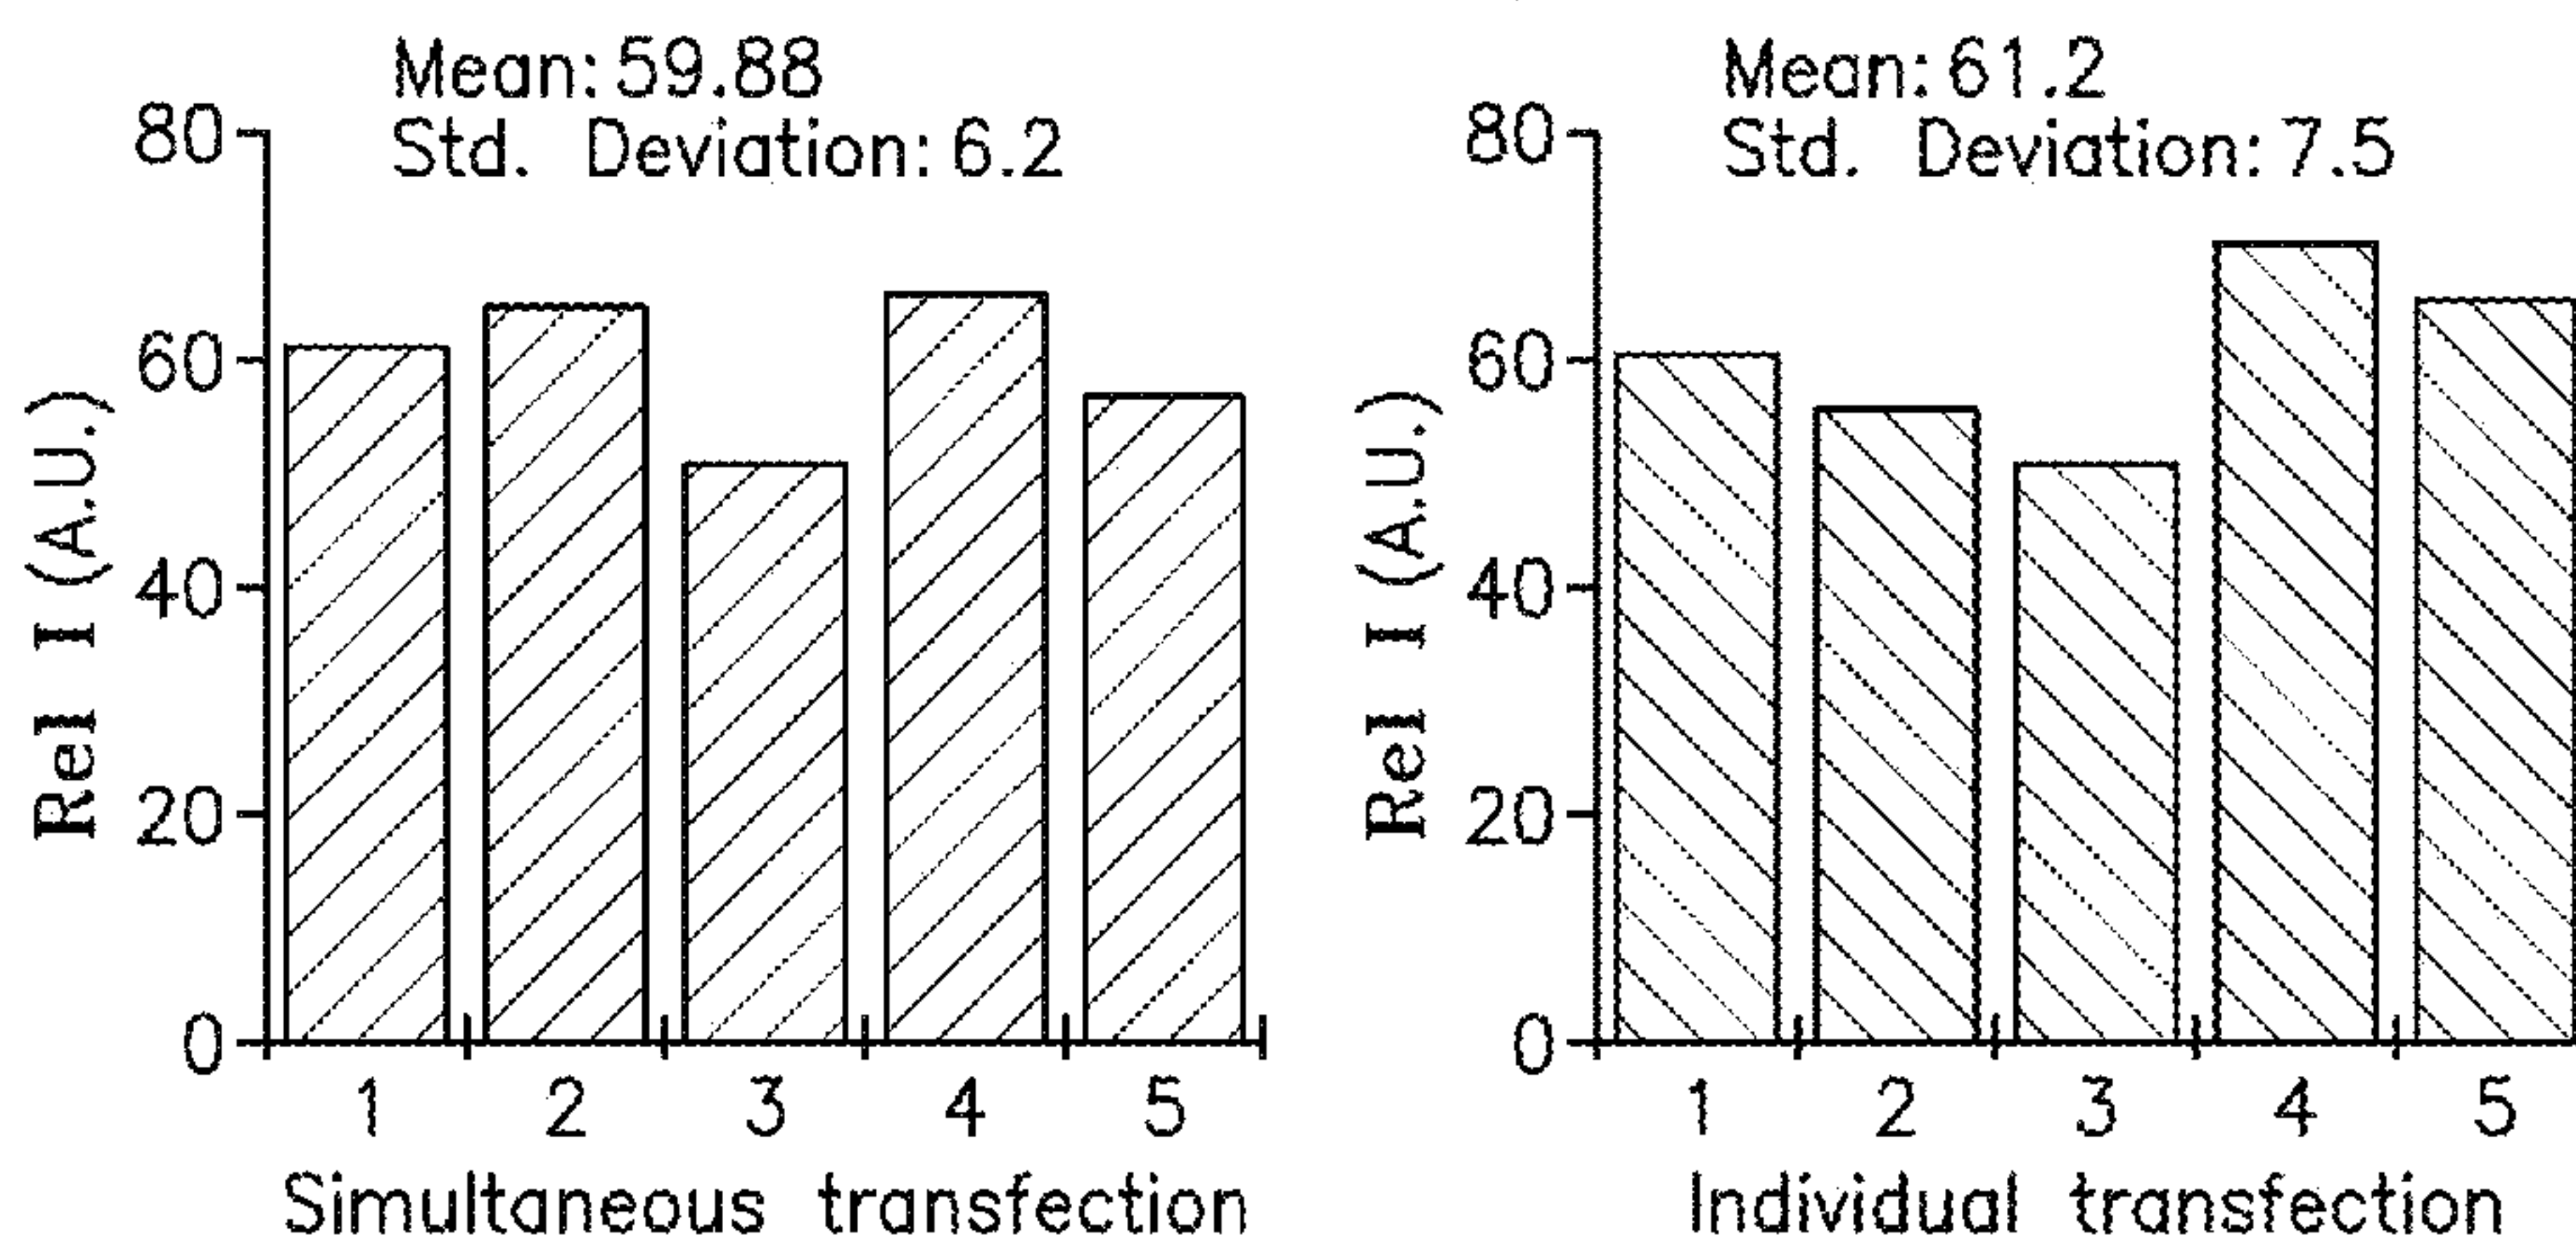 Mean: 59.88
Std. Deviation: 6.2
80
60
40
20
0
Rel I (A.U.)
1 2 3 4 5
Simultaneous transfection
Mean: 61.2
Std. Deviation: 7.5
80
60
40
20
0
Rel I (A.U.)
1 2 3 4 5
Individual transfection